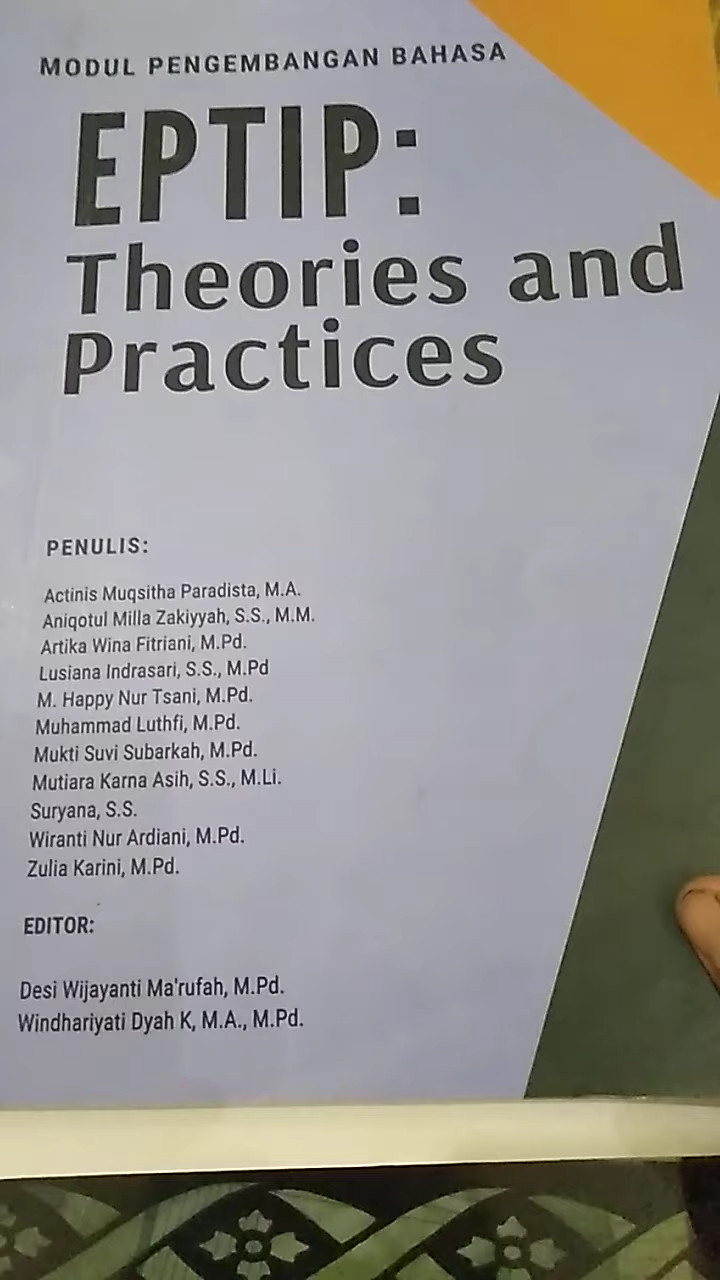 MODUL PENGEMBANGAN BAHASA
EPTIP:
Theories and
Practices
PENULIS:
Actinis Muqsitha Paradista, M.A.
Aniqotul Milla Zakiyyah, S.S., M.M.
Artika Wina Fitriani, M.Pd.
Lusiana Indrasari, S.S., M.Pd
M. Happy Nur Tsani, M.Pd.
Muhammad Luthfi, M.Pd.
Mukti Suvi Subarkah, M.Pd.
Mutiara Karna Asih, S.S., M.Li.
Suryana, S.S.
Wiranti Nur Ardiani, M.Pd.
Zulia Karini, M.Pd.
EDITOR:
Desi Wijayanti Ma'rufah, M.Pd.
Windhariyati Dyah K, M.A., M.Pd.